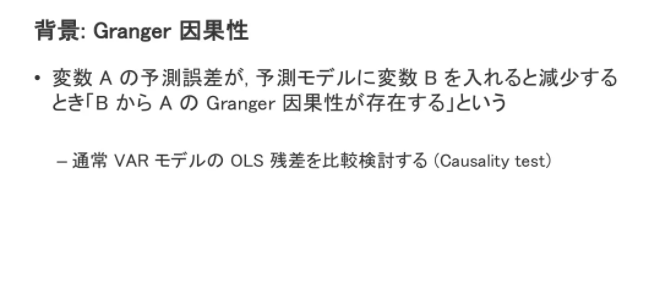 背景: Granger 因果性
• 変数 A の予測誤差が, 予測モデルに変数 B を入れると減少する
とき「B から A の Granger 因果性が存在する」という
– 通常 VAR モデルの OLS 残差を比較検討する (Causality test)